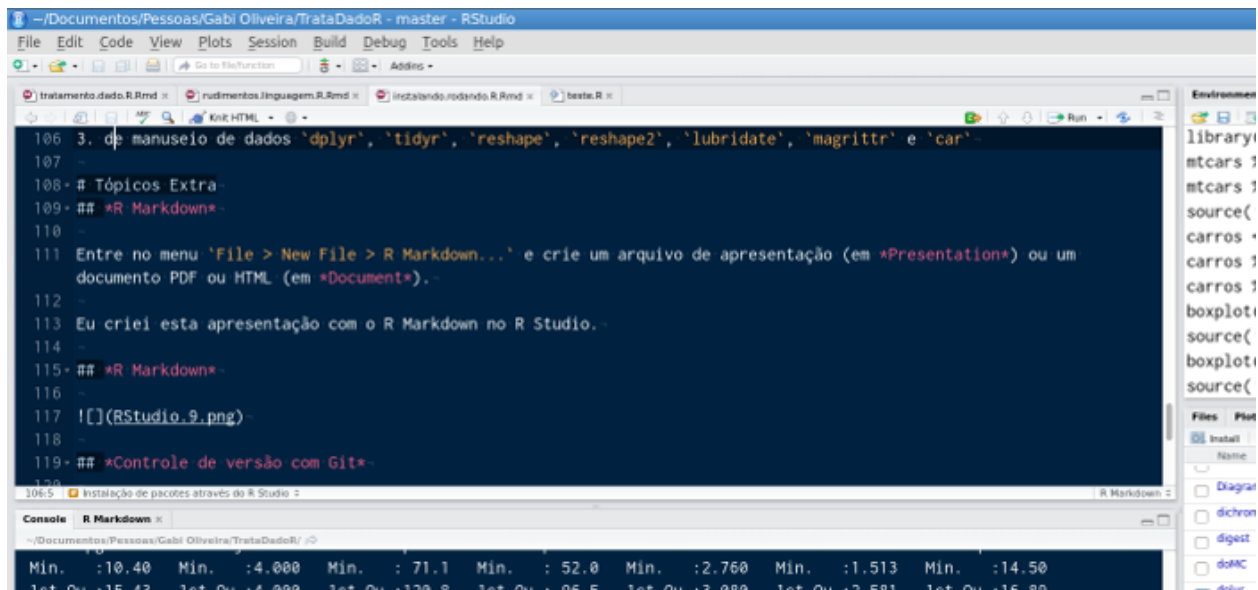 ~/Documentos/Pessoas/Gabi Oliveira/TrataDadoR - master - RStudio
File Edit Code View Plots Session Build Debug Tools Help
Go to file/function Addins
tratamento.dado.R.Rmd rudimentos.linguagem.R.Rmd instalando.rodando.R.Rmd teste.R
Knit HTML Run
106 3. de manuseio de dados `dplyr`, `tidyr`, `reshape`, `reshape2`, `lubridate`, `magrittr` e `car`
107
108 # Tópicos Extra
109 ## *R Markdown*
110
111 Entre no menu `File > New File > R Markdown...` e crie um arquivo de apresentação (em *Presentation*) ou um
documento PDF ou HTML (em *Document*).
112
113 Eu criei esta apresentação com o R Markdown no R Studio.
114
115 ## *R Markdown*
116
117 ![](RStudio.9.png)
118
119 ## *Controle de versão com Git*
106:5 Instalação de pacotes através do R Studio R Markdown
Console R Markdown
~/Documentos/Pessoas/Gabi Oliveira/TrataDadoR/
Min. :10.40 Min. :4.000 Min. : 71.1 Min. : 52.0 Min. :2.760 Min. :1.513 Min. :14.50
Environmen
library(
mtcars %
mtcars %
source(
carros
carros %
carros %
boxplot(
source(
boxplot(
source(
Files Plot
Install
Name
Diagram
dichrom
digest
doMC